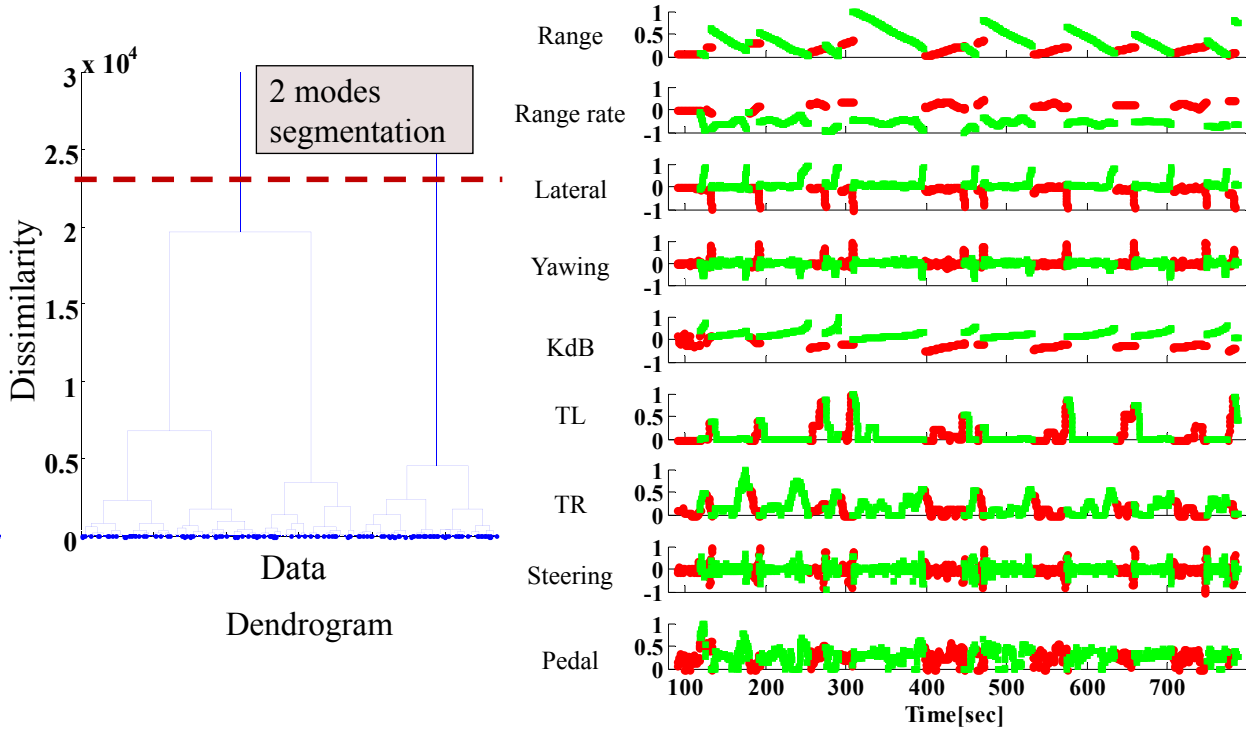 x 10^4
3
2.5
2
1.5
1
0.5
0
Dissimilarity
2 modes
segmentation
Data
Dendrogram
Range
1
0.5
0
Range rate
1
0
-1
Lateral
1
0
-1
Yawing
1
0
-1
KdB
1
0
-1
TL
1
0.5
0
TR
1
0.5
0
Steering
1
0
-1
Pedal
1
0.5
0
100 200 300 400 500 600 700
Time[sec]